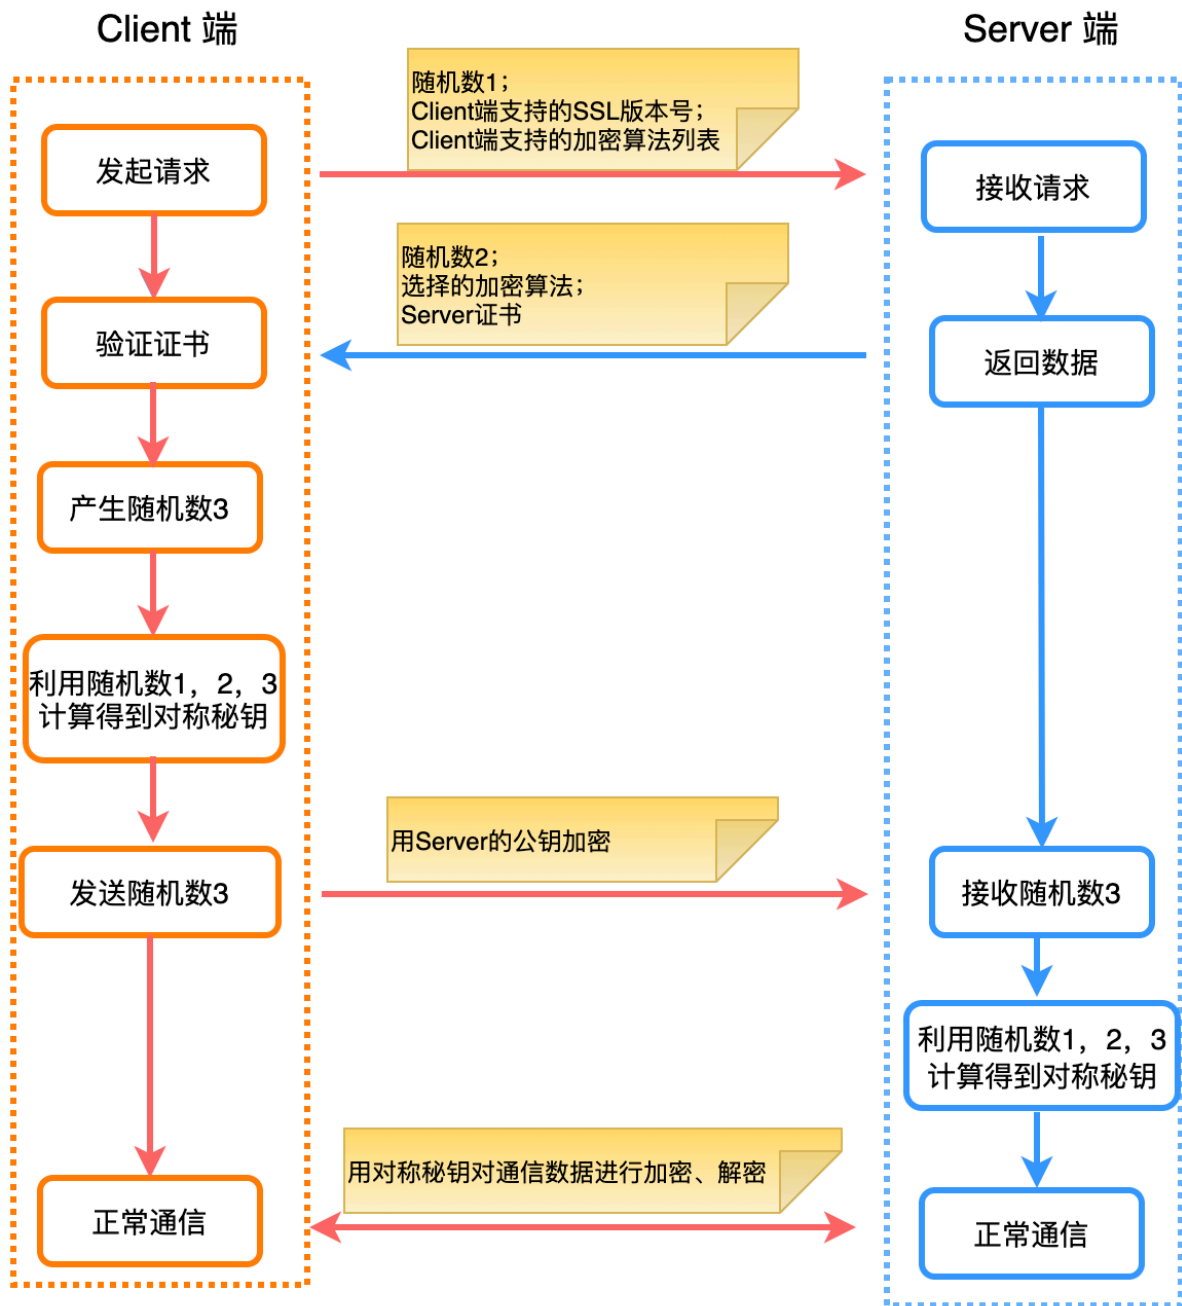 Client 端
Server 端
随机数1；
Client端支持的SSL版本号；
Client端支持的加密算法列表
发起请求
接收请求
随机数2；
选择的加密算法；
Server证书
验证证书
返回数据
产生随机数3
利用随机数1，2，3
计算得到对称秘钥
用Server的公钥加密
发送随机数3
接收随机数3
利用随机数1，2，3
计算得到对称秘钥
用对称秘钥对通信数据进行加密、解密
正常通信
正常通信